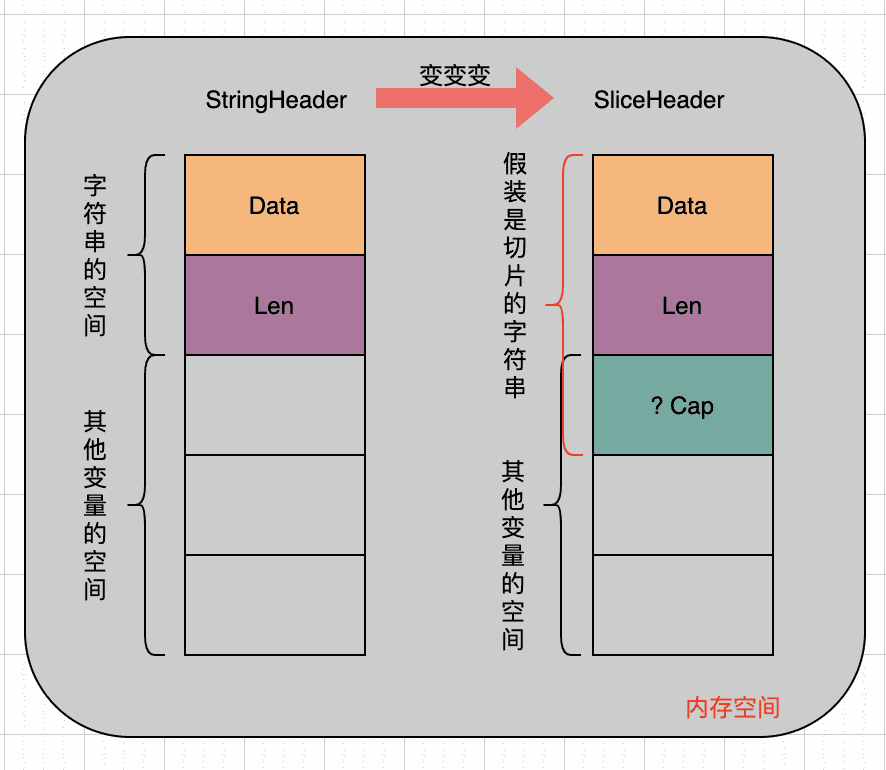 变变变
StringHeader
SliceHeader
字符串的空间
Data
Len
其他变量的空间
假装是切片的字符串
Data
Len
? Cap
其他变量的空间
内存空间